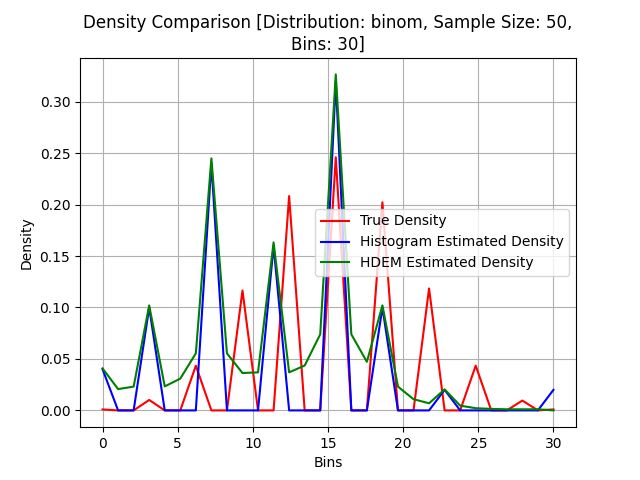 Density Comparison [Distribution: binom, Sample Size: 50,
Bins: 30]
0.30
0.25
0.20
0.15
0.10
0.05
0.00
Density
True Density
Histogram Estimated Density
HDEM Estimated Density
0 5 10 15 20 25 30
Bins